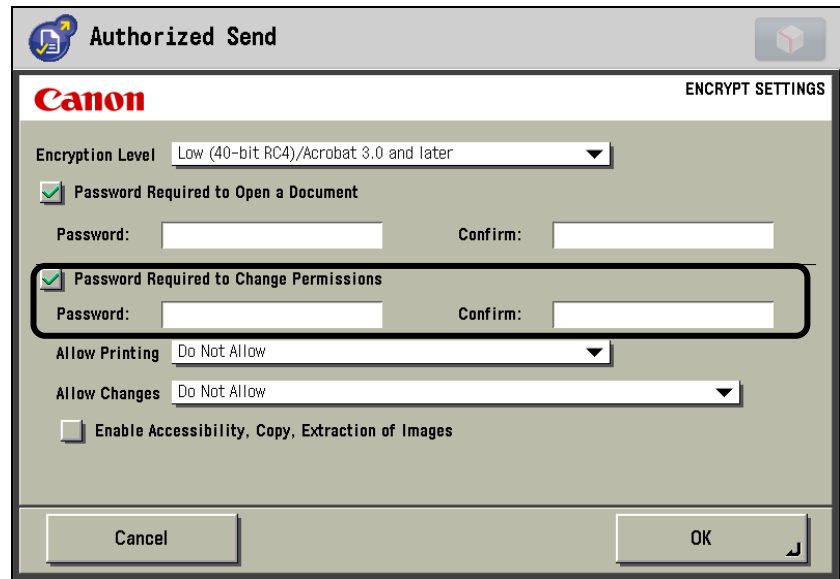 Authorized Send
Canon
ENCRYPT SETTINGS
Encryption Level Low (40-bit RC4)/Acrobat 3.0 and later
Password Required to Open a Document
Password: Confirm:
Password Required to Change Permissions
Password: Confirm:
Allow Printing Do Not Allow
Allow Changes Do Not Allow
Enable Accessibility, Copy, Extraction of Images
Cancel OK